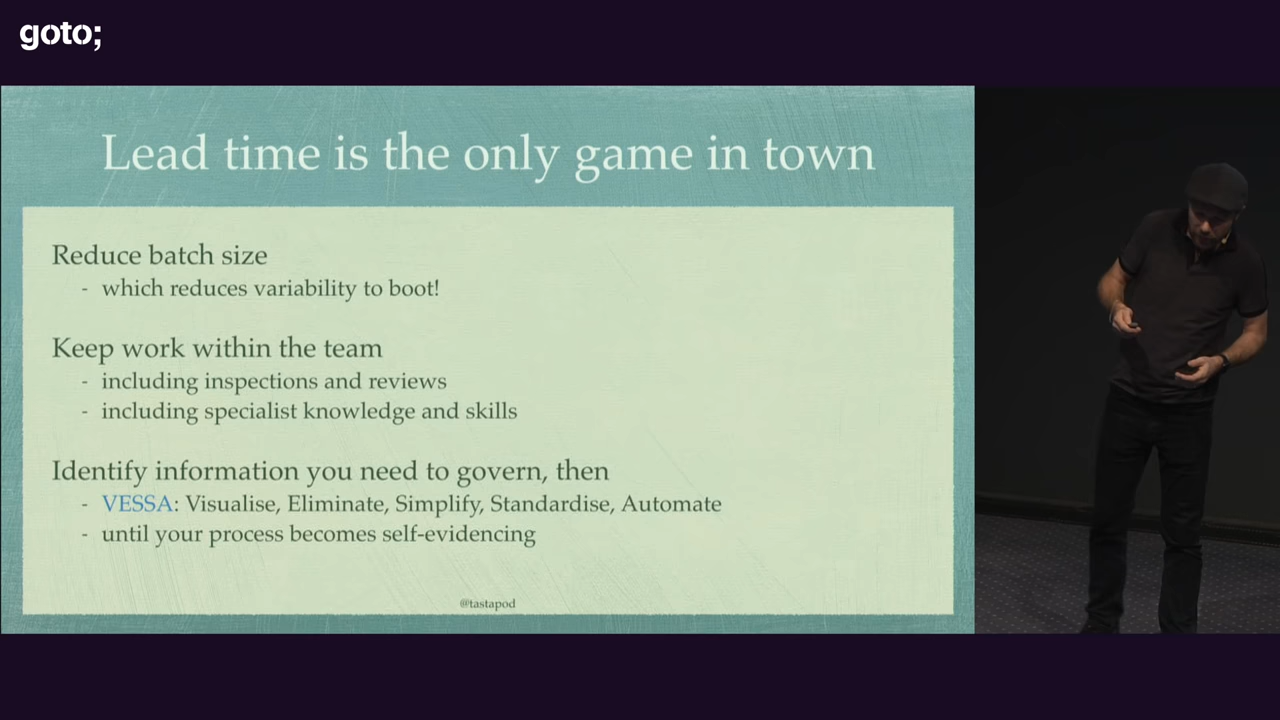 goto;
Lead time is the only game in town
Reduce batch size
- which reduces variability to boot!
Keep work within the team
- including inspections and reviews
- including specialist knowledge and skills
Identify information you need to govern, then
- VESSA: Visualise, Eliminate, Simplify, Standardise, Automate
- until your process becomes self-evidencing
@tastapod